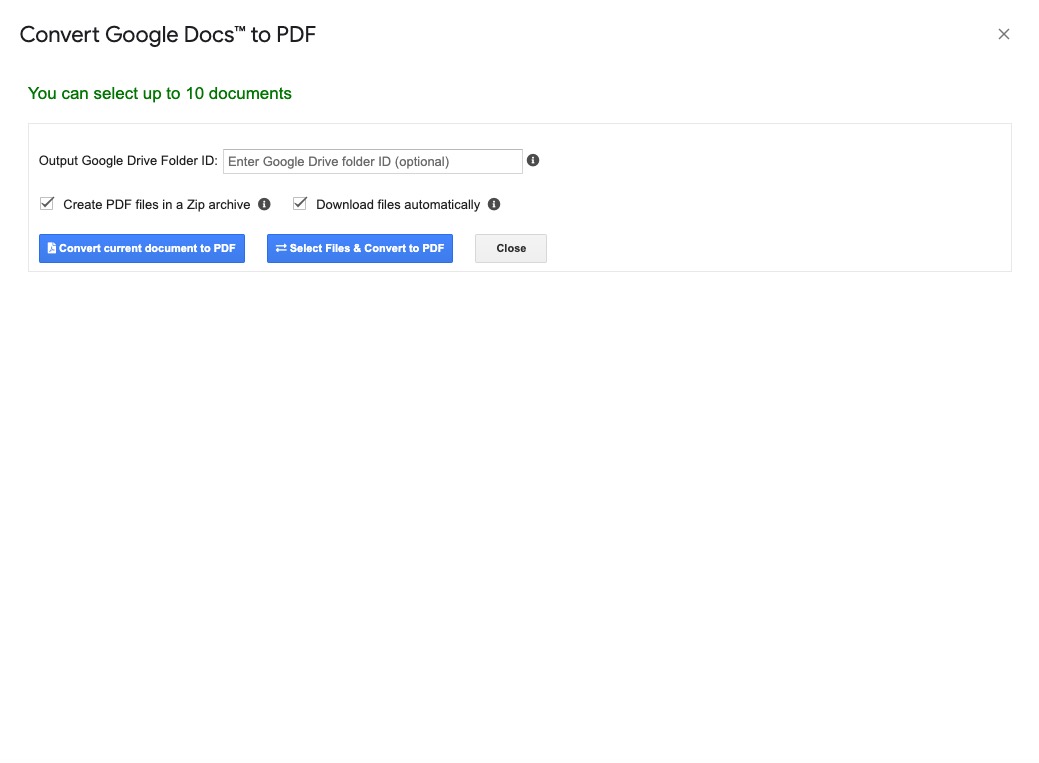 Convert Google Docs™ to PDF
You can select up to 10 documents
Output Google Drive Folder ID: Enter Google Drive folder ID (optional)
Create PDF files in a Zip archive Download files automatically
Convert current document to PDF Select Files & Convert to PDF Close